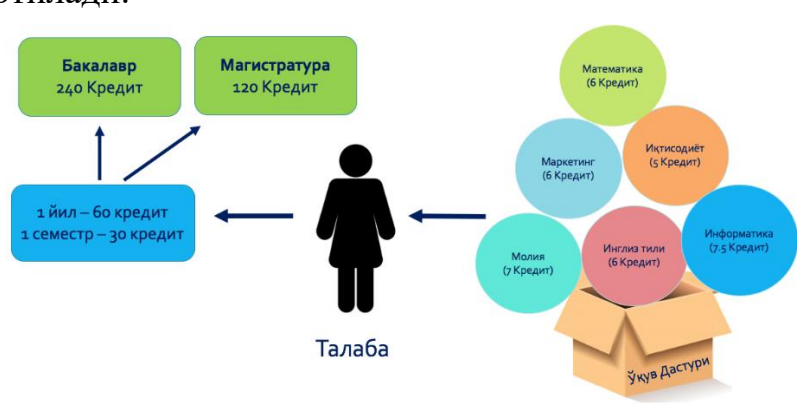 Бакалавр
240 Кредит
Магистратура
120 Кредит
1 йил – 60 кредит
1 семестр – 30 кредит
Талаба
Математика
(6 Кредит)
Маркетинг
(6 Кредит)
Иқтисодиёт
(5 Кредит)
Молия
(7 Кредит)
Инглиз тили
(6 Кредит)
Информатика
(7.5 Кредит)
Ўқув Дастури